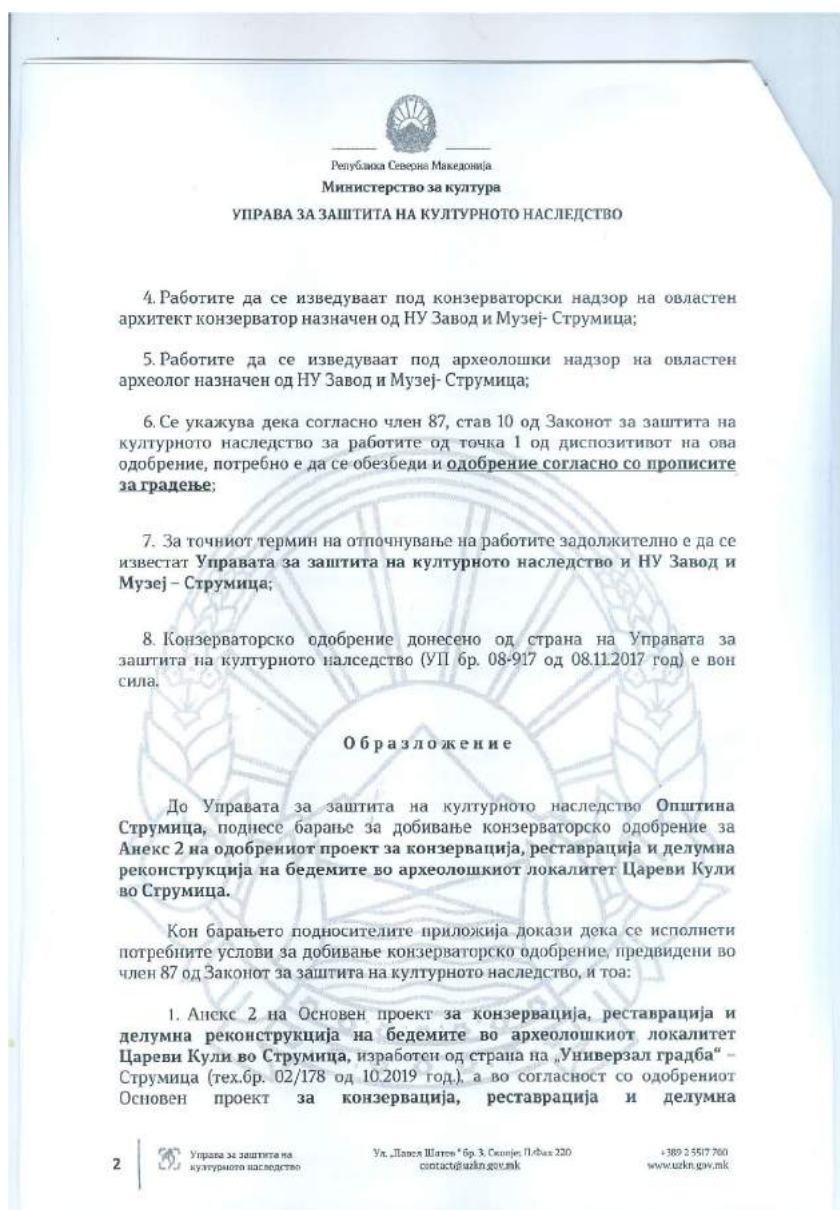 Република Северна Македонија
Министерство за култура
УПРАВА ЗА ЗАШТИТА НА КУЛТУРНОТО НАСЛЕДСТВО
4. Работите да се изведуваат под конзерваторски надзор на овластен
архитект конзерватор назначен од НУ Завод и Музеј- Струмица;
5. Работите да се изведуваат под археолошки надзор на овластен
археолог назначен од НУ Завод и Музеј- Струмица;
6. Се укажува дека согласно член 87, став 10 од Законот за заштита на
културното наследство за работите од точка 1 од диспозитивот на ова
одобрение, потребно е да се обезбеди и одобрение согласно со прописите
за градење;
7. За точниот термин на отпочнување на работите задолжително е да се
известат Управата за заштита на културното наследство и НУ Завод и
Музеј – Струмица;
8. Конзерваторско одобрение донесено од страна на Управата за
заштита на културното налседство (УП бр. 08-917 од 08.11.2017 год) е вон
сила.
О б р а з л о ж е н и е
До Управата за заштита на културното наследство Општина
Струмица, поднесе барање за добивање конзерваторско одобрение за
Анекс 2 на одобрениот проект за конзервација, реставрација и делумна
реконструкција на бедемите во археолошкиот локалитет Цареви Кули
во Струмица.
Кон барањето подносителите приложија докази дека се исполнети
потребните услови за добивање конзерваторско одобрение, предвидени во
член 87 од Законот за заштита на културното наследство, и тоа:
1. Анекс 2 на Основен проект за конзервација, реставрација и
делумна реконструкција на бедемите во археолошкиот локалитет
Цареви Кули во Струмица, изработен од страна на „Универзал градба“ –
Струмица (тех.бр. 02/178 од 10.2019 год.), а во согласност со одобрениот
Основен проект за конзервација, реставрација и делумна
2
Управа за заштита на
културното наследство
Ул. „Павел Шатев“ бр. 3, Скопје; П.Фах 220
contact@uzkn.gov.mk
+389 2 5517 700
www.uzkn.gov.mk